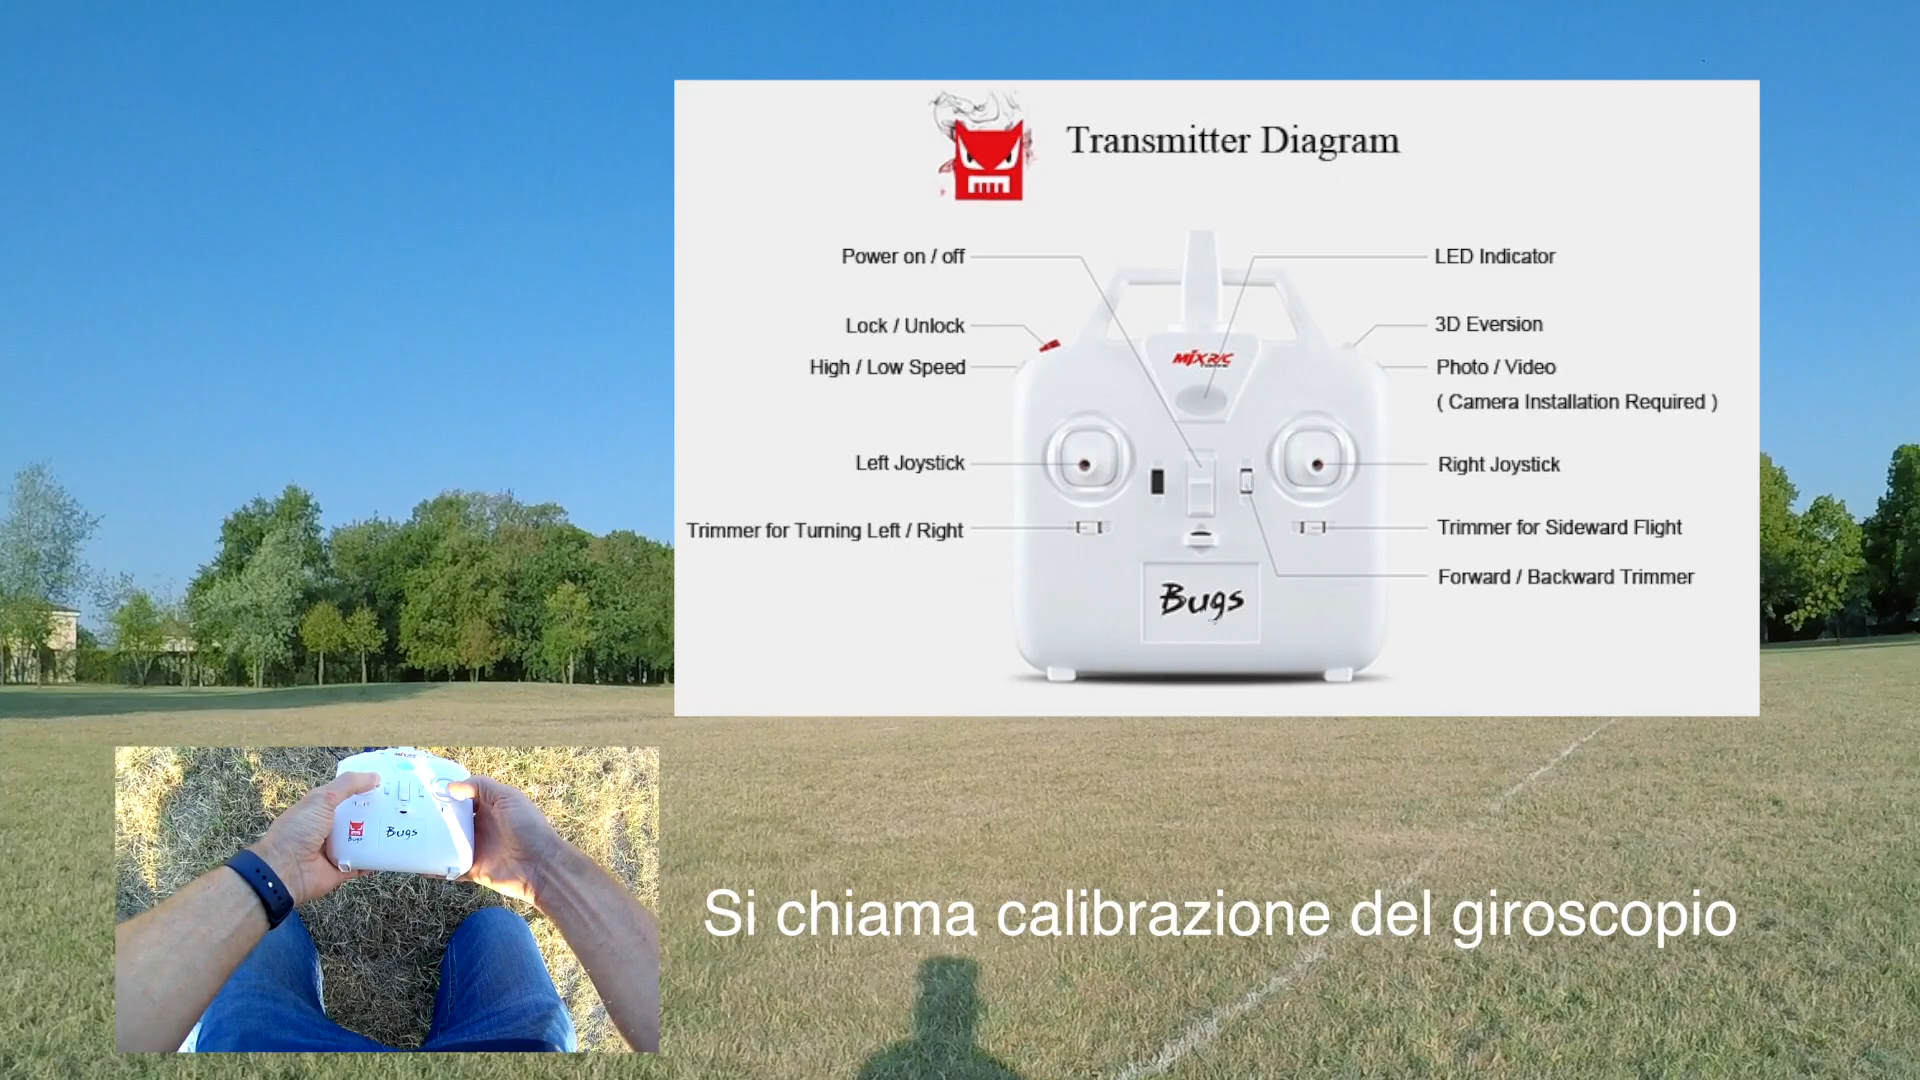 Transmitter Diagram
Power on / off
LED Indicator
Lock / Unlock
3D Eversion
High / Low Speed
Photo / Video
( Camera Installation Required )
MJX R/C
Left Joystick
Right Joystick
Trimmer for Turning Left / Right
Trimmer for Sideward Flight
Forward / Backward Trimmer
Bugs
Bugs
Bugs
Si chiama calibrazione del giroscopio